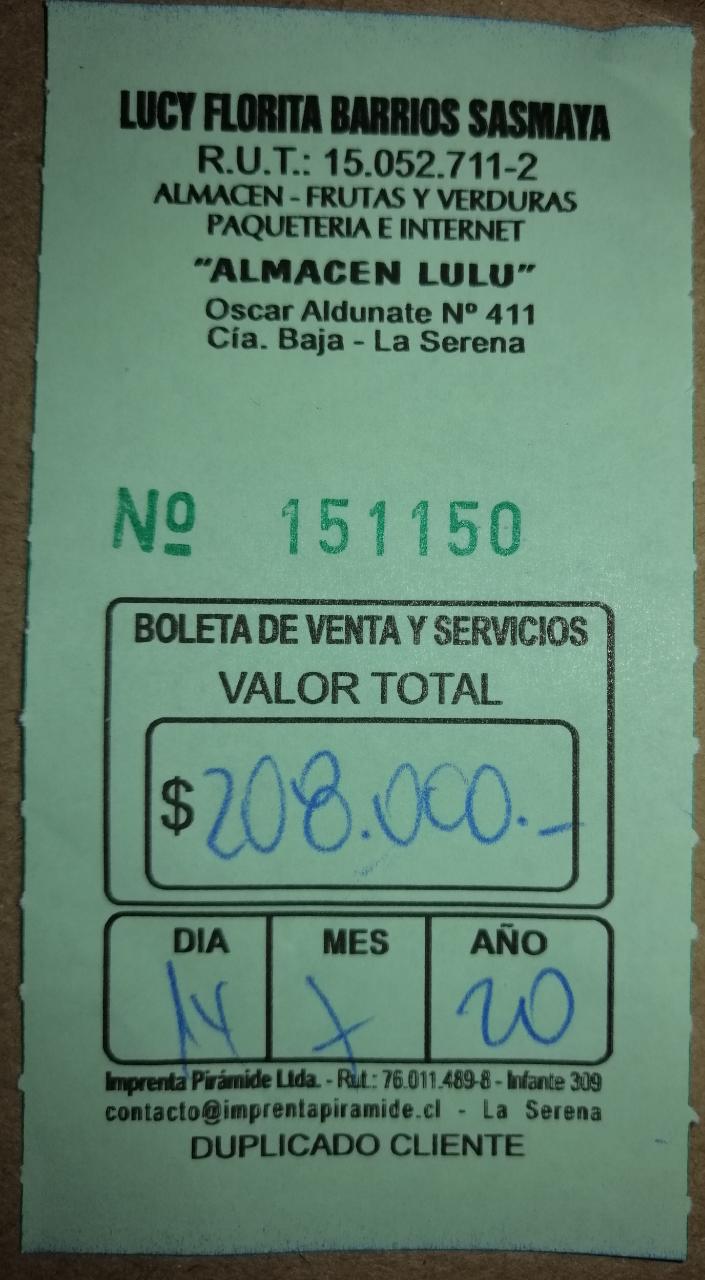 LUCY FLORITA BARRIOS SASMAYA
R.U.T.: 15.052.711-2
ALMACEN - FRUTAS Y VERDURAS
PAQUETERIA E INTERNET
"ALMACEN LULU"
Oscar Aldunate Nº 411
Cía. Baja - La Serena
Nº 151150
BOLETA DE VENTA Y SERVICIOS
VALOR TOTAL
$ 208.000.-
DIA MES AÑO
14 7 20
Imprenta Pirámide Ltda. - Rut.: 76.011.489-8 - Infante 309
contacto@imprentapiramide.cl - La Serena
DUPLICADO CLIENTE